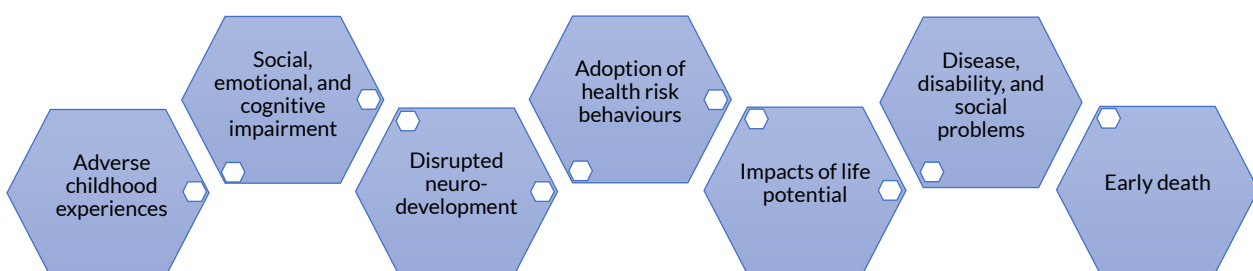 Adverse
childhood
experiences
Social,
emotional, and
cognitive
impairment
Disrupted
neuro-
development
Adoption of
health risk
behaviours
Impacts of life
potential
Disease,
disability, and
social
problems
Early death